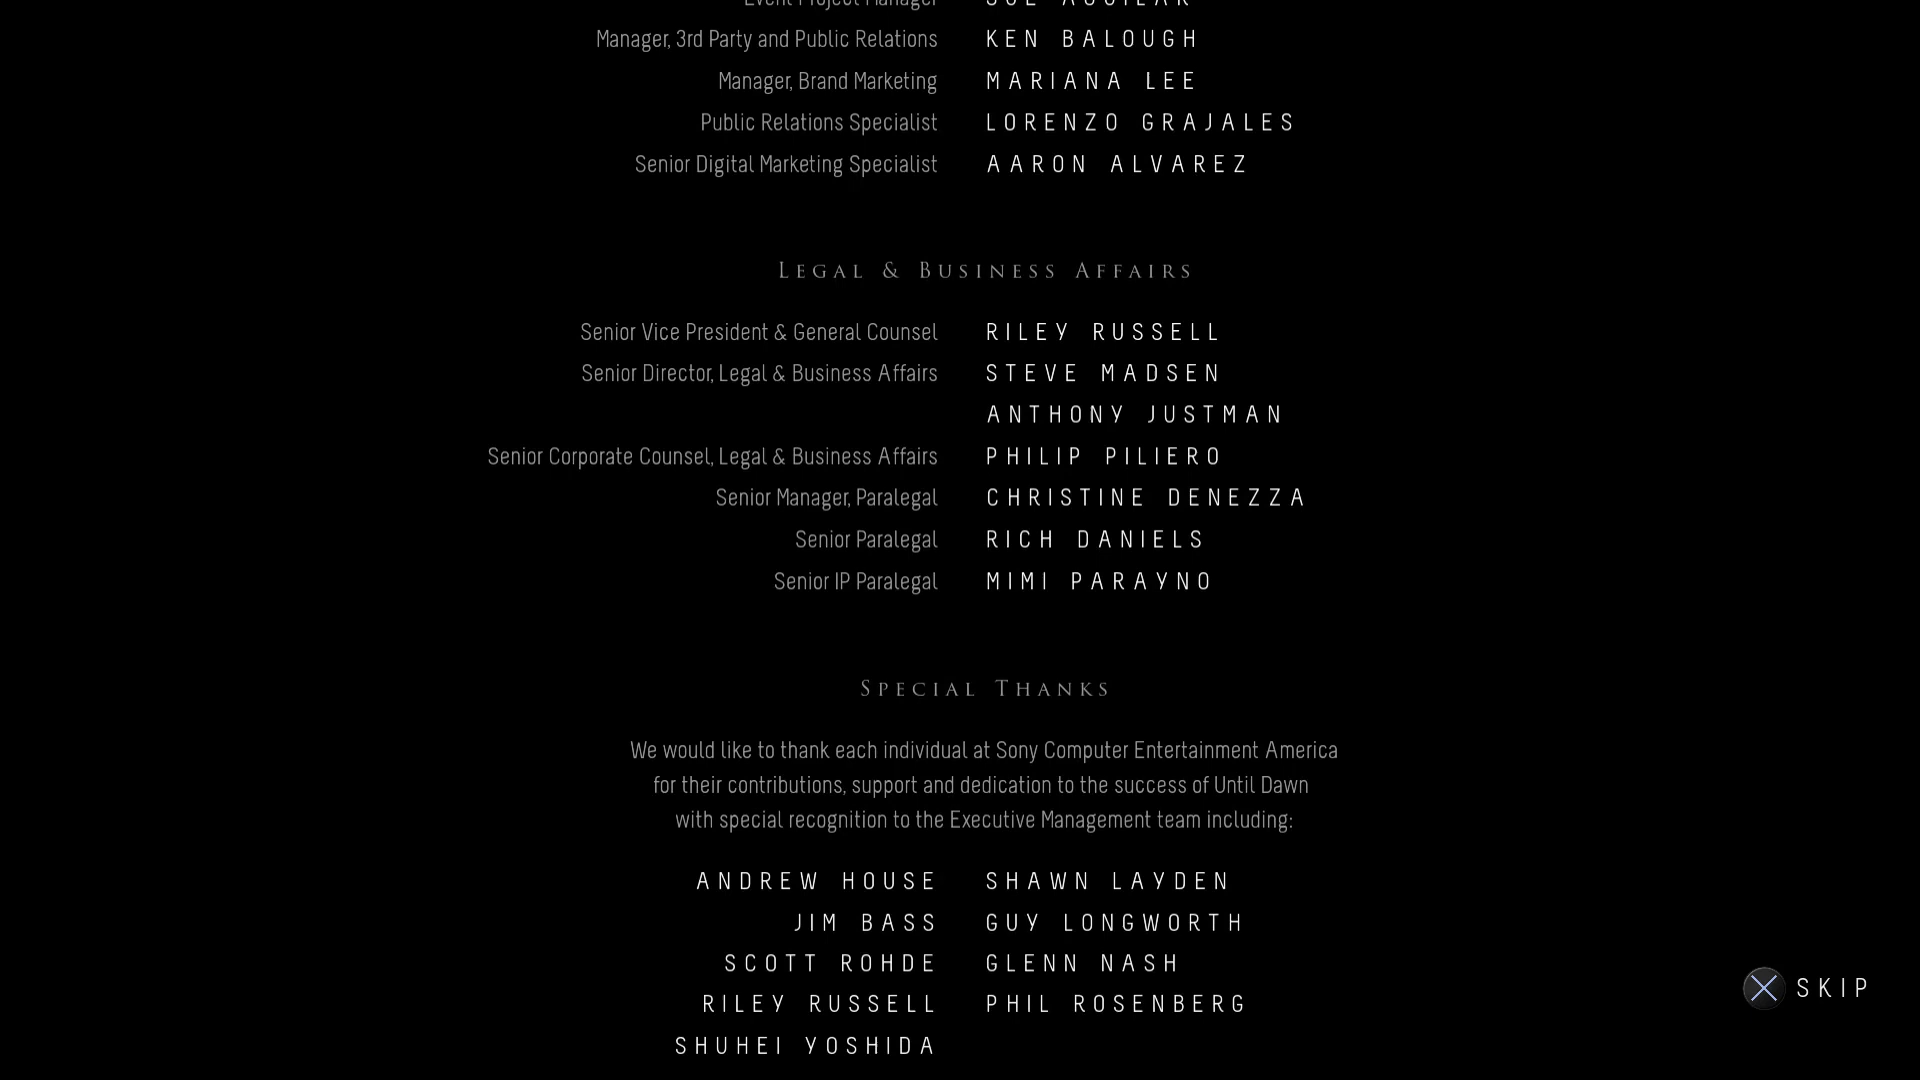 Event Project Manager
Manager, 3rd Party and Public Relations KEN BALOUGH
Manager, Brand Marketing MARIANA LEE
Public Relations Specialist LORENZO GRAJALES
Senior Digital Marketing Specialist AARON ALVAREZ
LEGAL & BUSINESS AFFAIRS
Senior Vice President & General Counsel RILEY RUSSELL
Senior Director, Legal & Business Affairs STEVE MADSEN
ANTHONY JUSTMAN
Senior Corporate Counsel, Legal & Business Affairs PHILIP PILIERO
Senior Manager, Paralegal CHRISTINE DENEZZA
Senior Paralegal RICH DANIELS
Senior IP Paralegal MIMI PARAYNO
SPECIAL THANKS
We would like to thank each individual at Sony Computer Entertainment America
for their contributions, support and dedication to the success of Until Dawn
with special recognition to the Executive Management team including:
ANDREW HOUSE SHAWN LAYDEN
JIM BASS GUY LONGWORTH
SCOTT ROHDE GLENN NASH
RILEY RUSSELL PHIL ROSENBERG
SHUHEI YOSHIDA
SKIP